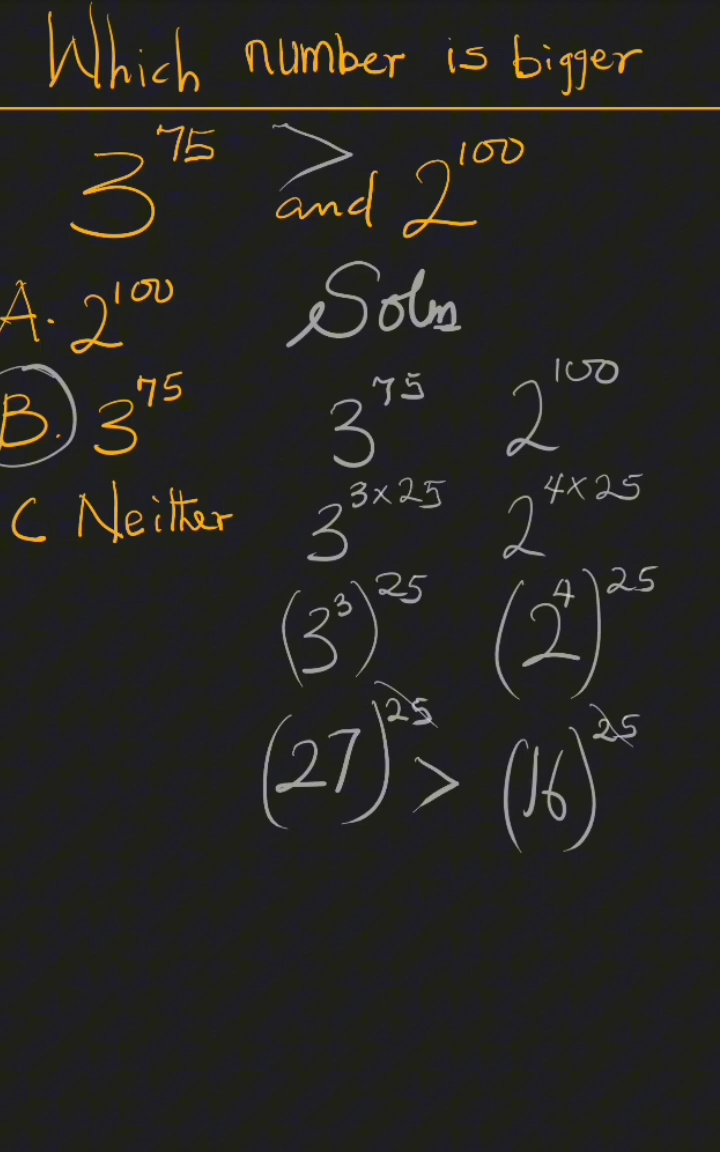 Which number is bigger
3^75 > and 2^100
A. 2^100 Soln
B. 3^75
3^75 2^100
C Neither
3^3×25 2^4×25
(3^3)^25 (2^4)^25
(27)^25 > (16)^25